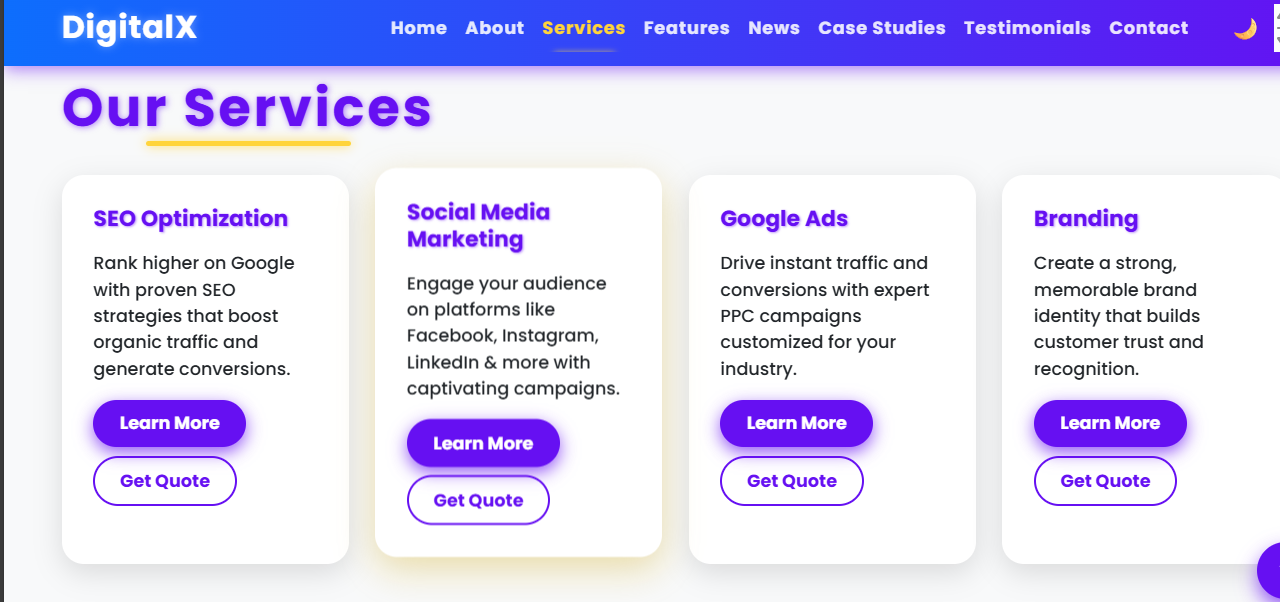 DigitalX
Home About Services Features News Case Studies Testimonials Contact
Our Services
SEO Optimization
Rank higher on Google
with proven SEO
strategies that boost
organic traffic and
generate conversions.
Learn More
Get Quote
Social Media
Marketing
Engage your audience
on platforms like
Facebook, Instagram,
LinkedIn & more with
captivating campaigns.
Learn More
Get Quote
Google Ads
Drive instant traffic and
conversions with expert
PPC campaigns
customized for your
industry.
Learn More
Get Quote
Branding
Create a strong,
memorable brand
identity that builds
customer trust and
recognition.
Learn More
Get Quote